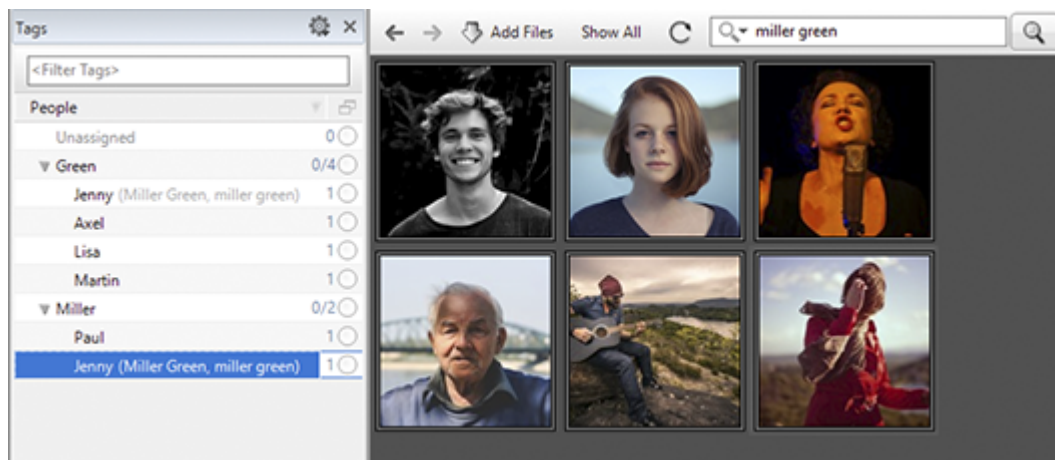 Tags
<Filter Tags>
People
Unassigned 0
Green 0/4
Jenny (Miller Green, miller green) 1
Axel 1
Lisa 1
Martin 1
Miller 0/2
Paul 1
Jenny (Miller Green, miller green) 1
Add Files Show All miller green